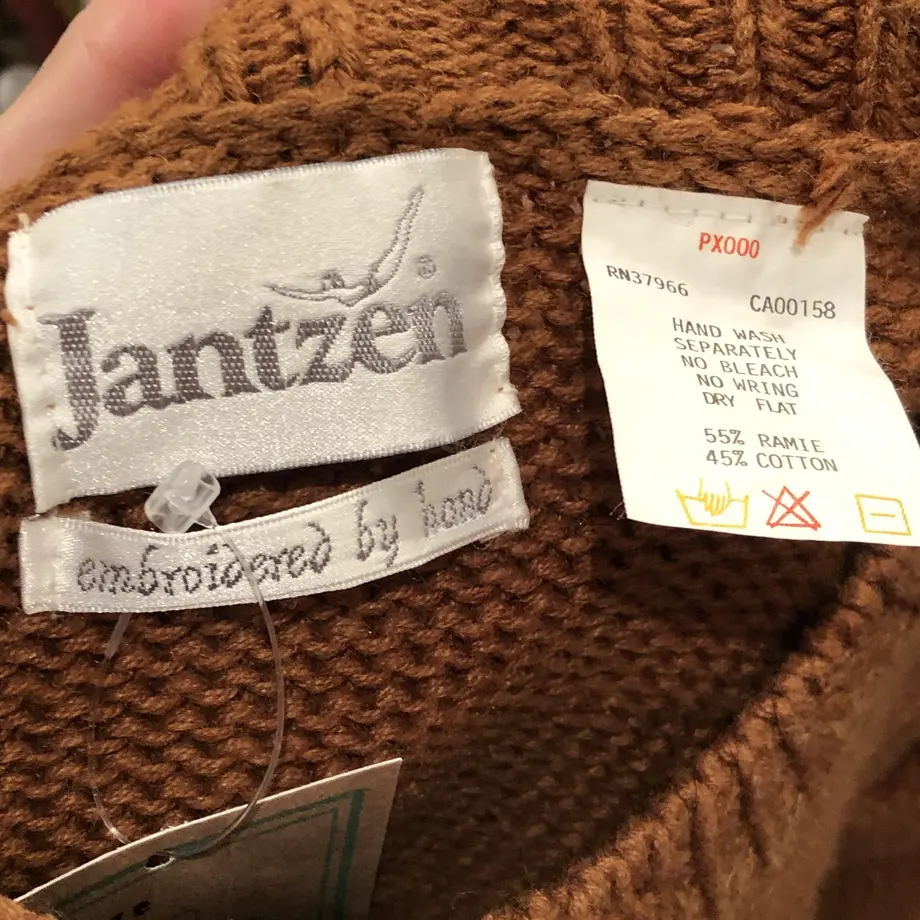 Jantzen®
embroidered by hand
PX000
RN37966
CA00158
HAND WASH
SEPARATELY
NO BLEACH
NO WRING
DRY FLAT
55% RAMIE
45% COTTON